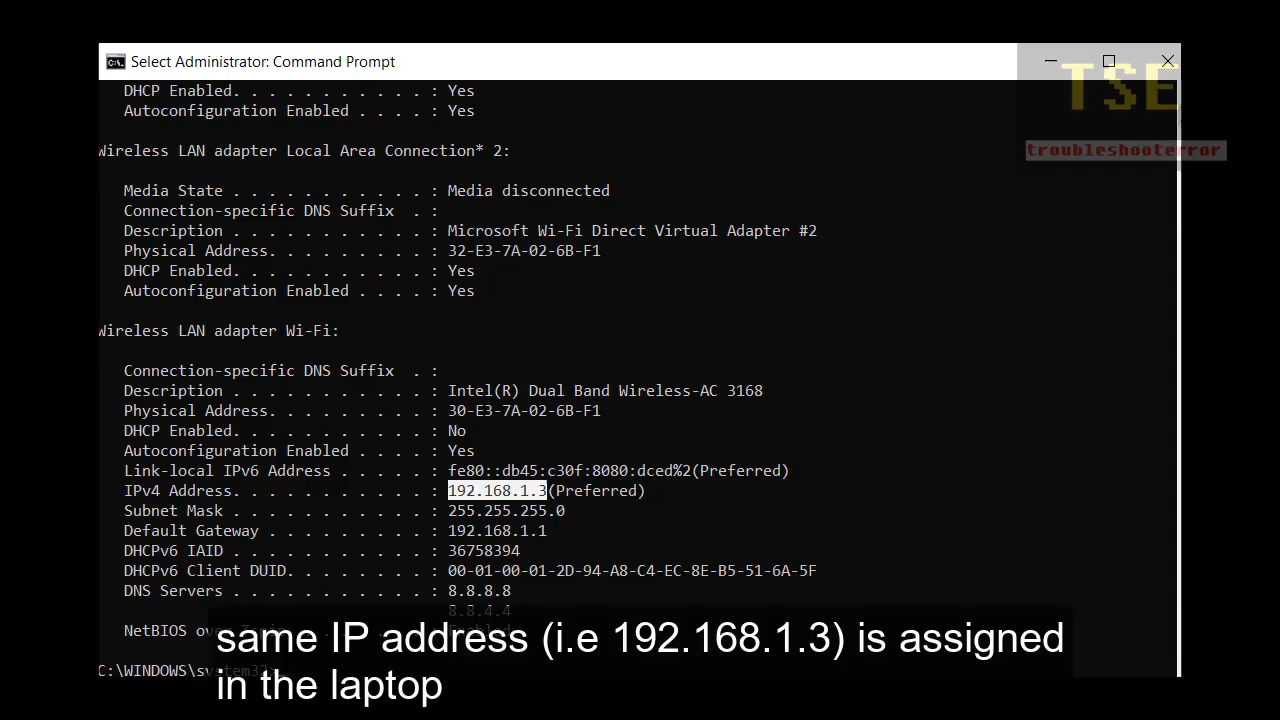 Select Administrator: Command Prompt
TSE
troubleshooterror
DHCP Enabled. . . . . . . . . . . : Yes
Autoconfiguration Enabled . . . . : Yes
Wireless LAN adapter Local Area Connection* 2:
Media State . . . . . . . . . . . : Media disconnected
Connection-specific DNS Suffix  . :
Description . . . . . . . . . . . : Microsoft Wi-Fi Direct Virtual Adapter #2
Physical Address. . . . . . . . . : 32-E3-7A-02-6B-F1
DHCP Enabled. . . . . . . . . . . : Yes
Autoconfiguration Enabled . . . . : Yes
Wireless LAN adapter Wi-Fi:
Connection-specific DNS Suffix  . :
Description . . . . . . . . . . . : Intel(R) Dual Band Wireless-AC 3168
Physical Address. . . . . . . . . : 30-E3-7A-02-6B-F1
DHCP Enabled. . . . . . . . . . . : No
Autoconfiguration Enabled . . . . : Yes
Link-local IPv6 Address . . . . . : fe80::db45:c30f:8080:dced%2(Preferred)
IPv4 Address. . . . . . . . . . . : 192.168.1.3(Preferred)
Subnet Mask . . . . . . . . . . . : 255.255.255.0
Default Gateway . . . . . . . . . : 192.168.1.1
DHCPv6 IAID . . . . . . . . . . . : 36758394
DHCPv6 Client DUID. . . . . . . . : 00-01-00-01-2D-94-A8-C4-EC-8E-B5-51-6A-5F
DNS Servers . . . . . . . . . . . : 8.8.8.8
8.8.4.4
NetBIOS over Tcpip. . . . . . . . : Enabled
C:\WINDOWS\system32>
same IP address (i.e 192.168.1.3) is assigned
in the laptop